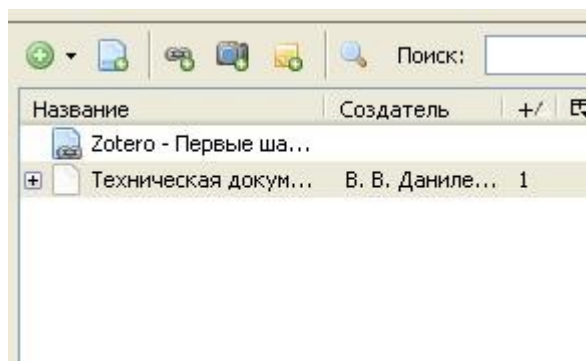 Поиск:
Название Создатель +/
Zotero - Первые ша...
Техническая докум... В. В. Даниле... 1